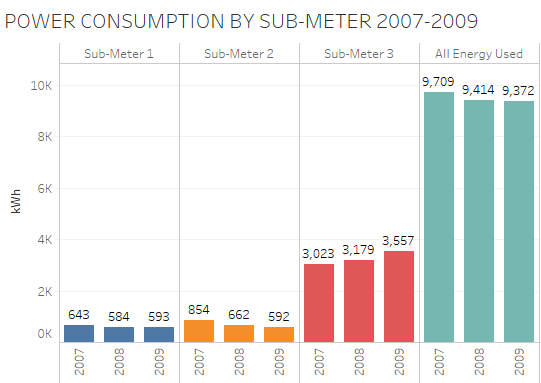 POWER CONSUMPTION BY SUB-METER 2007-2009
Sub-Meter 1 Sub-Meter 2 Sub-Meter 3 All Energy Used
10K
8K
6K
4K
2K
0K
kWh
643 584 593 854 662 592 3,023 3,179 3,557 9,709 9,414 9,372
2007 2008 2009 2007 2008 2009 2007 2008 2009 2007 2008 2009